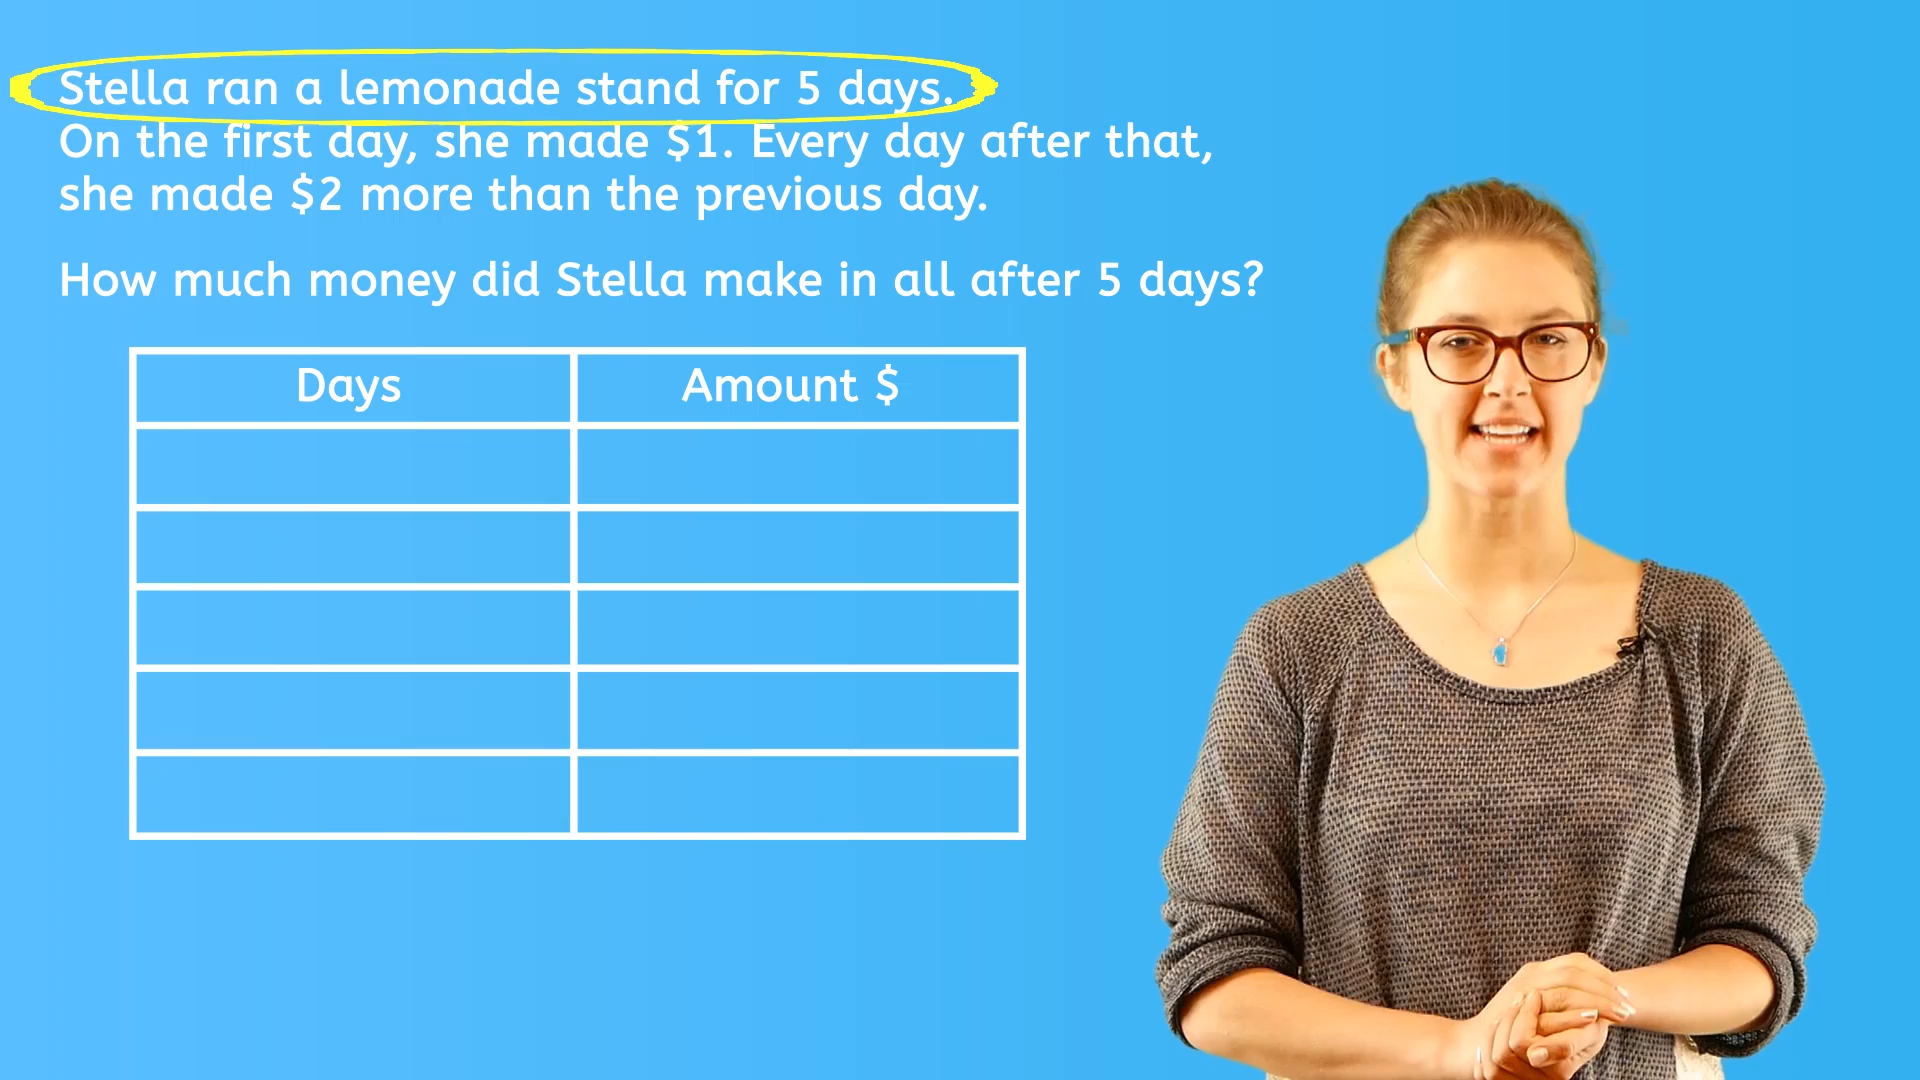 Stella ran a lemonade stand for 5 days.
On the first day, she made $1. Every day after that,
she made $2 more than the previous day.
How much money did Stella make in all after 5 days?
Days
Amount $